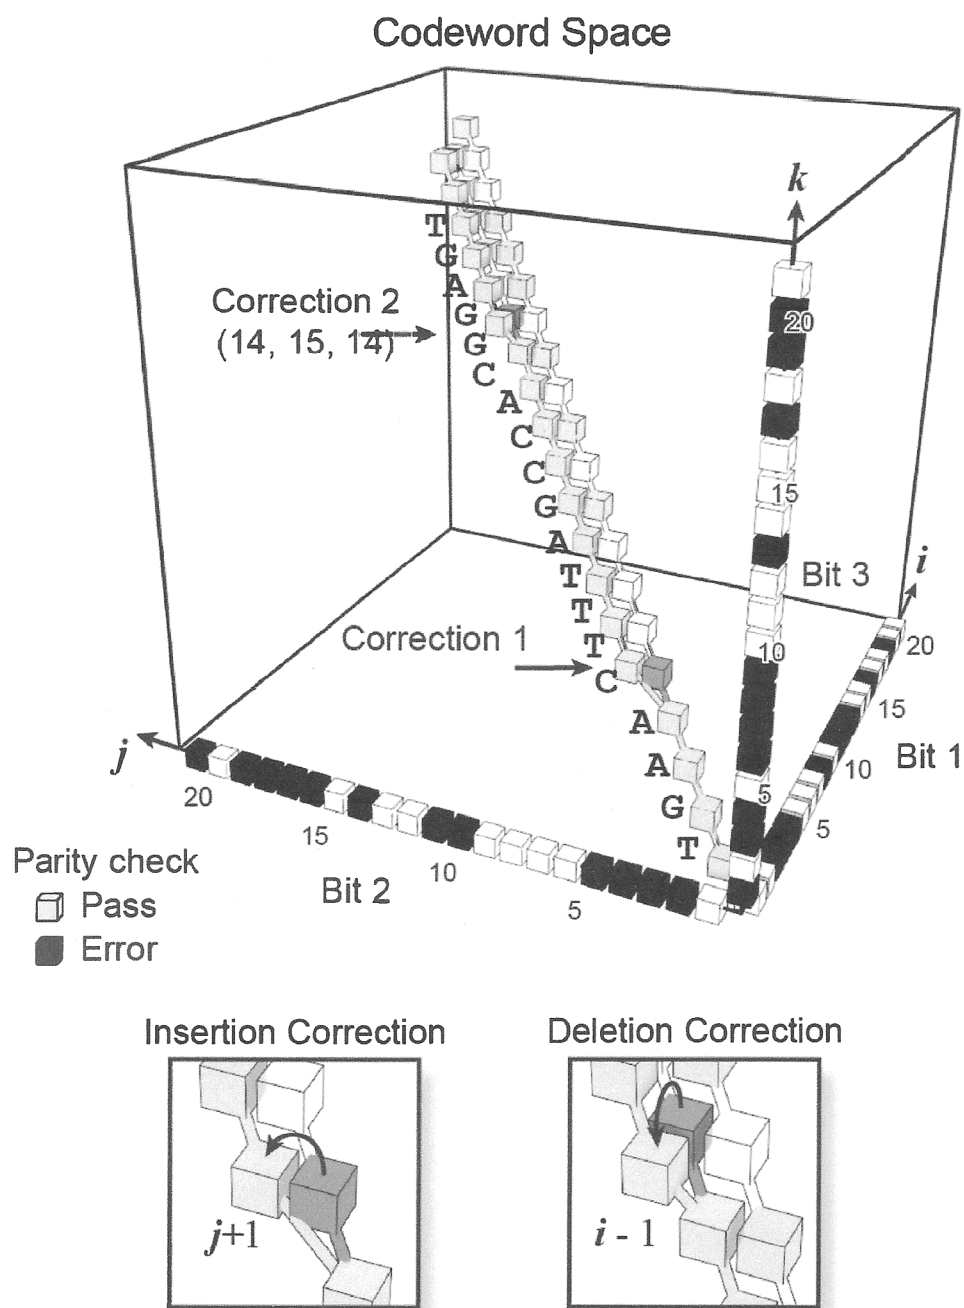 Codeword Space
k
T
G
A
G
G
C
A
C
C
G
A
T
T
T
C
A
A
G
T
Correction 2
(14, 15, 14)
Correction 1
20
15
10
5
Bit 3
i
20
15
10
5
Bit 1
j
20
15
10
5
Bit 2
Parity check
Pass
Error
Insertion Correction
Deletion Correction
j+1
i - 1